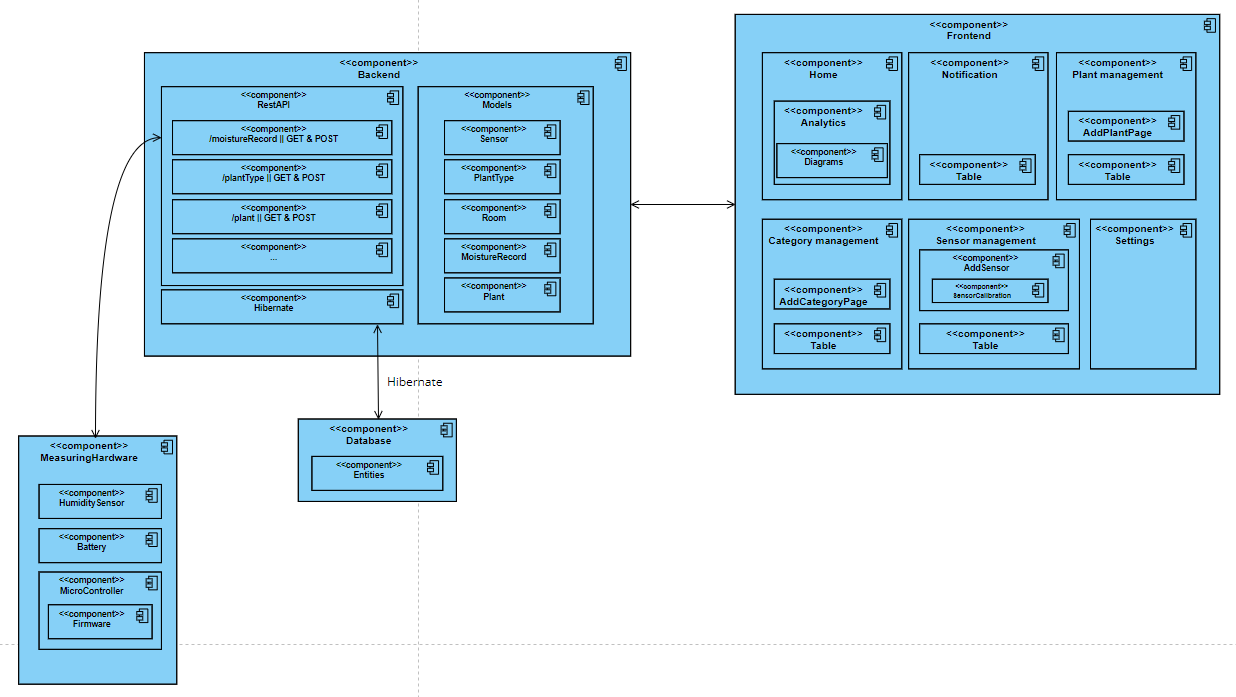 <<component>>
Backend
<<component>>
RestAPI
<<component>>
/moistureRecord || GET & POST
<<component>>
/plantType || GET & POST
<<component>>
/plant || GET & POST
<<component>>
...
<<component>>
Hibernate
<<component>>
Models
<<component>>
Sensor
<<component>>
PlantType
<<component>>
Room
<<component>>
MoistureRecord
<<component>>
Plant
<<component>>
Frontend
<<component>>
Home
<<component>>
Analytics
<<component>>
Diagrams
<<component>>
Notification
<<component>>
Table
<<component>>
Plant management
<<component>>
AddPlantPage
<<component>>
Table
<<component>>
Category management
<<component>>
AddCategoryPage
<<component>>
Table
<<component>>
Sensor management
<<component>>
AddSensor
<<component>>
SensorCalibration
<<component>>
Table
<<component>>
Settings
Hibernate
<<component>>
Database
<<component>>
Entities
<<component>>
MeasuringHardware
<<component>>
HumiditySensor
<<component>>
Battery
<<component>>
MicroController
<<component>>
Firmware